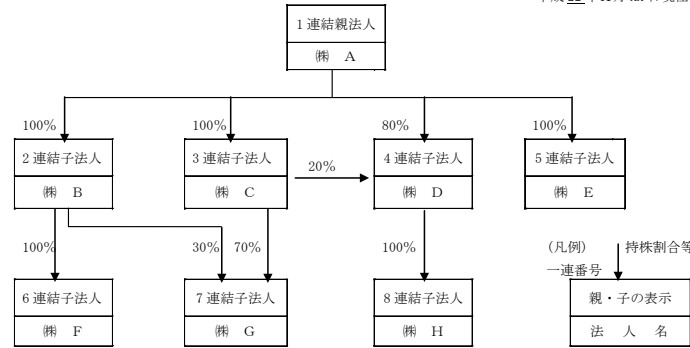 1連結親法人
㈱ A
100%
100%
80%
100%
2連結子法人
3連結子法人
4連結子法人
5連結子法人
㈱ B
㈱ C
20%
㈱ D
㈱ E
100%
30%
70%
100%
(凡例)
持株割合等
一連番号
6連結子法人
7連結子法人
8連結子法人
親・子の表示
㈱ F
㈱ G
㈱ H
法 人 名